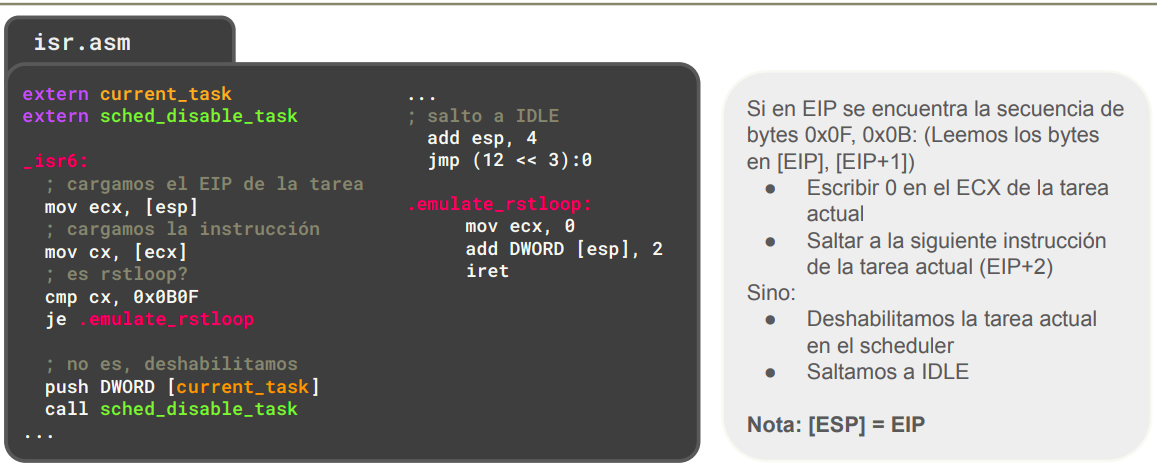 isr.asm
extern current_task
extern sched_disable_task
_isr6:
; cargamos el EIP de la tarea
mov ecx, [esp]
; cargamos la instrucción
mov cx, [ecx]
; es rstloop?
cmp cx, 0x0B0F
je .emulate_rstloop
; no es, deshabilitamos
push DWORD [current_task]
call sched_disable_task
...
...
; salto a IDLE
add esp, 4
jmp (12 << 3):0
.emulate_rstloop:
mov ecx, 0
add DWORD [esp], 2
iret
Si en EIP se encuentra la secuencia de
bytes 0x0F, 0x0B: (Leemos los bytes
en [EIP], [EIP+1])
● Escribir 0 en el ECX de la tarea
actual
● Saltar a la siguiente instrucción
de la tarea actual (EIP+2)
Sino:
● Deshabilitamos la tarea actual
en el scheduler
● Saltamos a IDLE
Nota: [ESP] = EIP